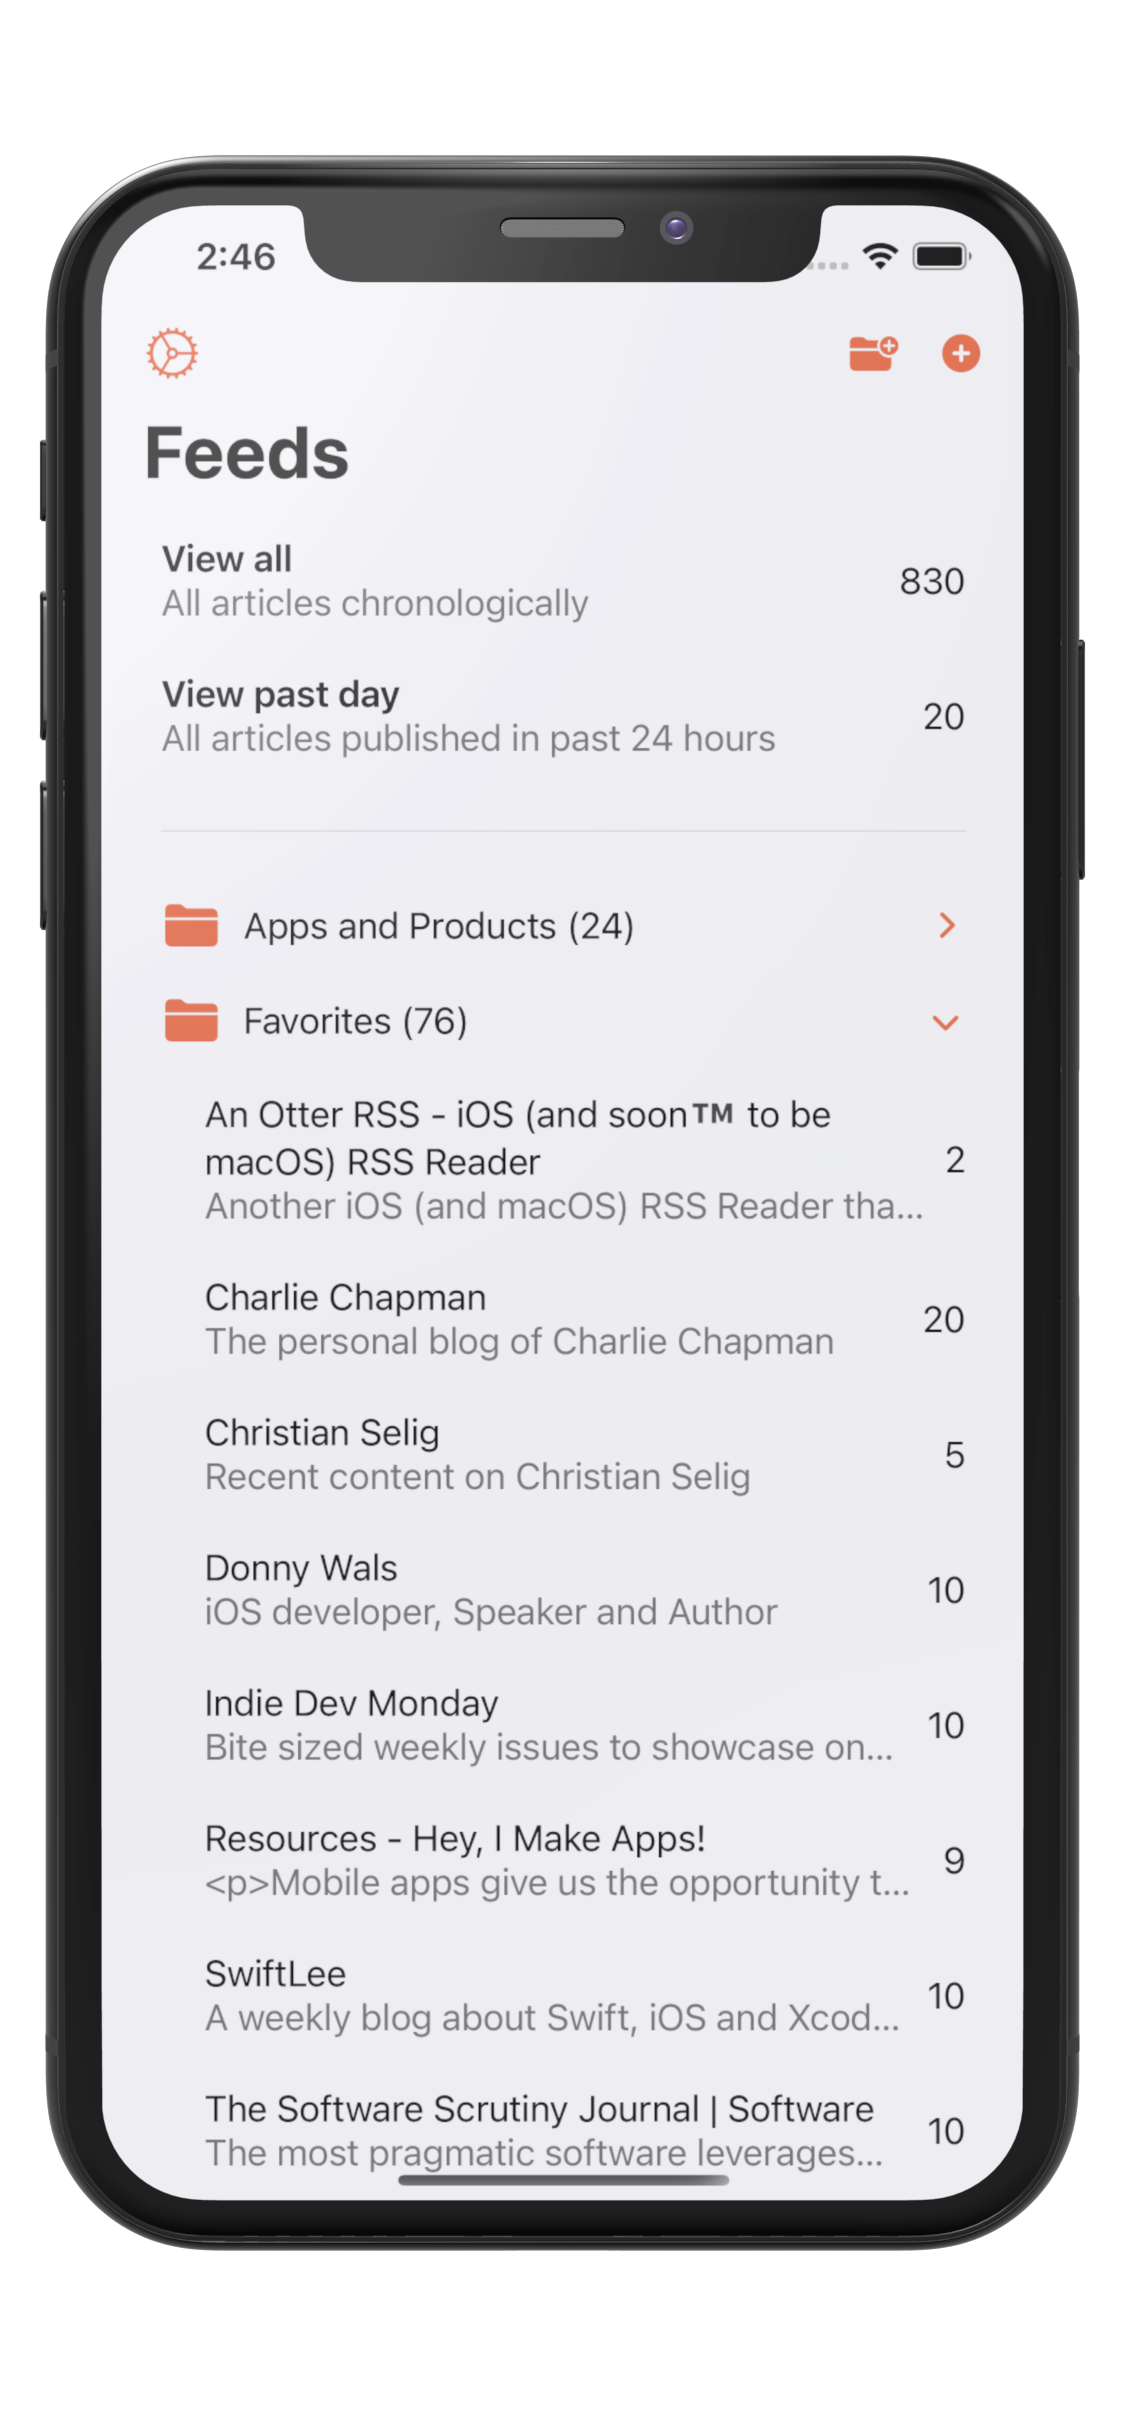 2:46
Feeds
View all
All articles chronologically
830
View past day
All articles published in past 24 hours
20
Apps and Products (24)
Favorites (76)
An Otter RSS - iOS (and soon™ to be
macOS) RSS Reader
Another iOS (and macOS) RSS Reader tha...
2
Charlie Chapman
The personal blog of Charlie Chapman
20
Christian Selig
Recent content on Christian Selig
5
Donny Wals
iOS developer, Speaker and Author
10
Indie Dev Monday
Bite sized weekly issues to showcase on...
10
Resources - Hey, I Make Apps!
<p>Mobile apps give us the opportunity t...
9
SwiftLee
A weekly blog about Swift, iOS and Xcod...
10
The Software Scrutiny Journal | Software
The most pragmatic software leverages...
10